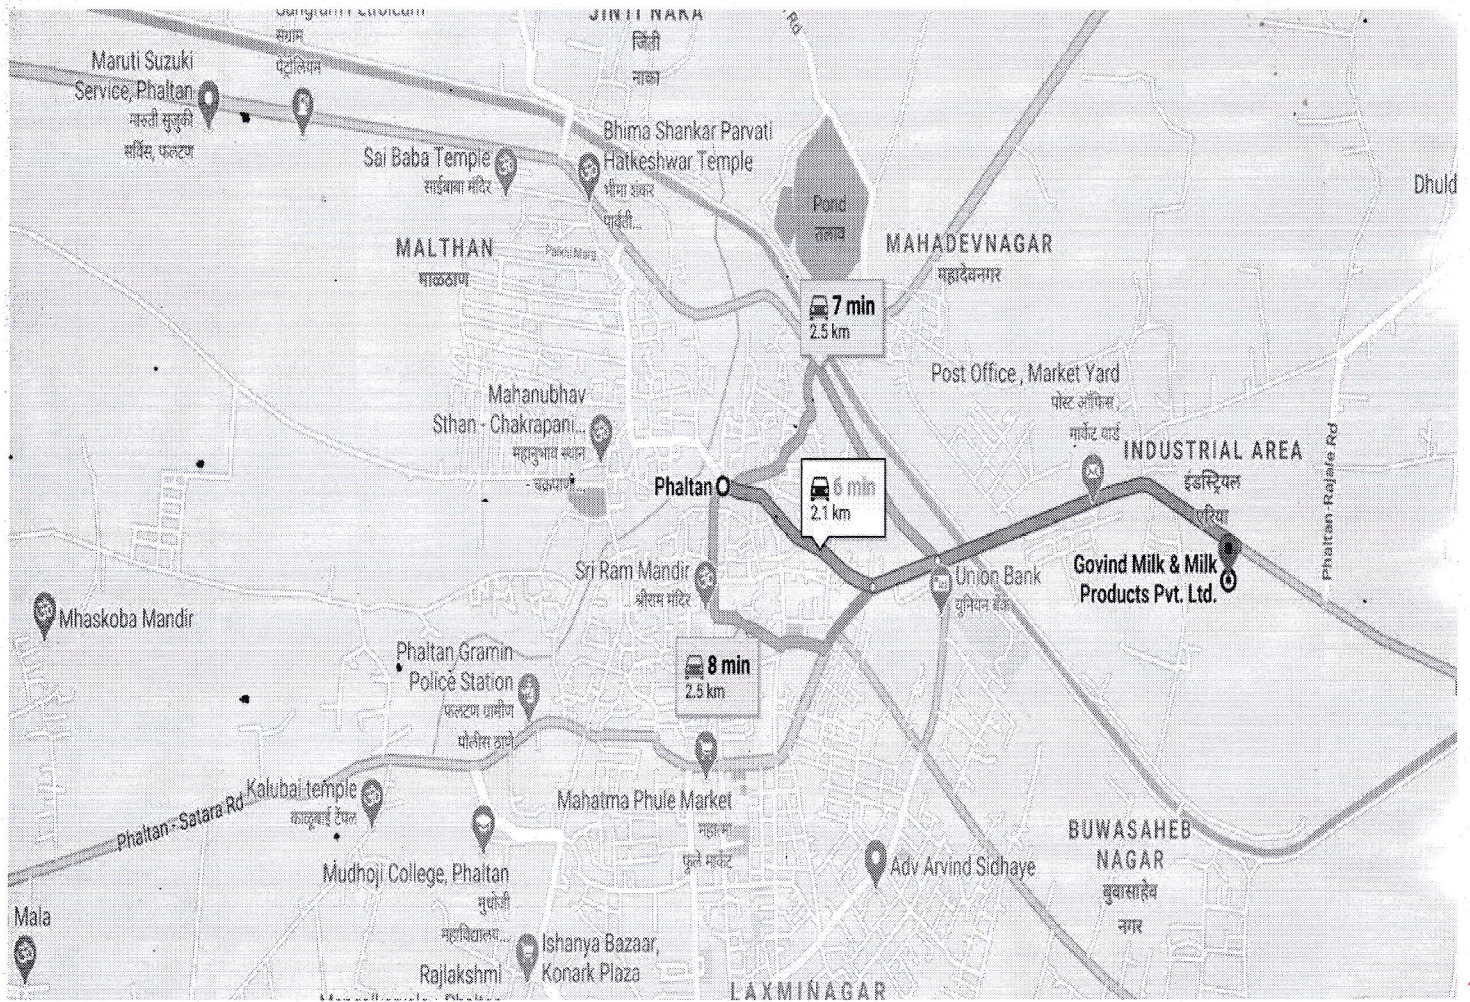 JINTI NAKA
जिंती
नाका
Rd
संग्राम
पेट्रोलियम
Maruti Suzuki
Service, Phaltan
मारुती सुजुकी
सर्विस, फलटण
Sai Baba Temple
साईबाबा मंदिर
Bhima Shankar Parvati
Hatkeshwar Temple
भीमा शंकर
पार्वती...
Pond
तलाव
Dhuld
MALTHAN
माळठाण
Palkhi Marg
MAHADEVNAGAR
महादेवनगर
7 min
2.5 km
Post Office , Market Yard
पोस्ट ऑफिस ,
मार्केट यार्ड
Mahanubhav
Sthan - Chakrapani...
महानुभाव स्थान
- चक्रपाणी...
INDUSTRIAL AREA
इंडस्ट्रियल
एरिया
Phaltan-Rajale Rd
Phaltan
6 min
2.1 km
Sri Ram Mandir
श्रीराम मंदिर
Union Bank
युनियन बँक
Govind Milk & Milk
Products Pvt. Ltd.
Mhaskoba Mandir
Phaltan Gramin
Police Station
फलटण ग्रामीण
पोलीस ठाणे
8 min
2.5 km
Kalubai temple
काळूबाई टेंपल
Phaltan - Satara Rd
Mahatma Phule Market
महात्मा
फुले मार्केट
Mudhoji College, Phaltan
मुधोजी
महाविद्यालय...
Adv Arvind Sidhaye
BUWASAHEB
NAGAR
बुवासाहेब
नगर
Mala
Ishanya Bazaar,
Konark Plaza
Rajlakshmi
LAXMINAGAR